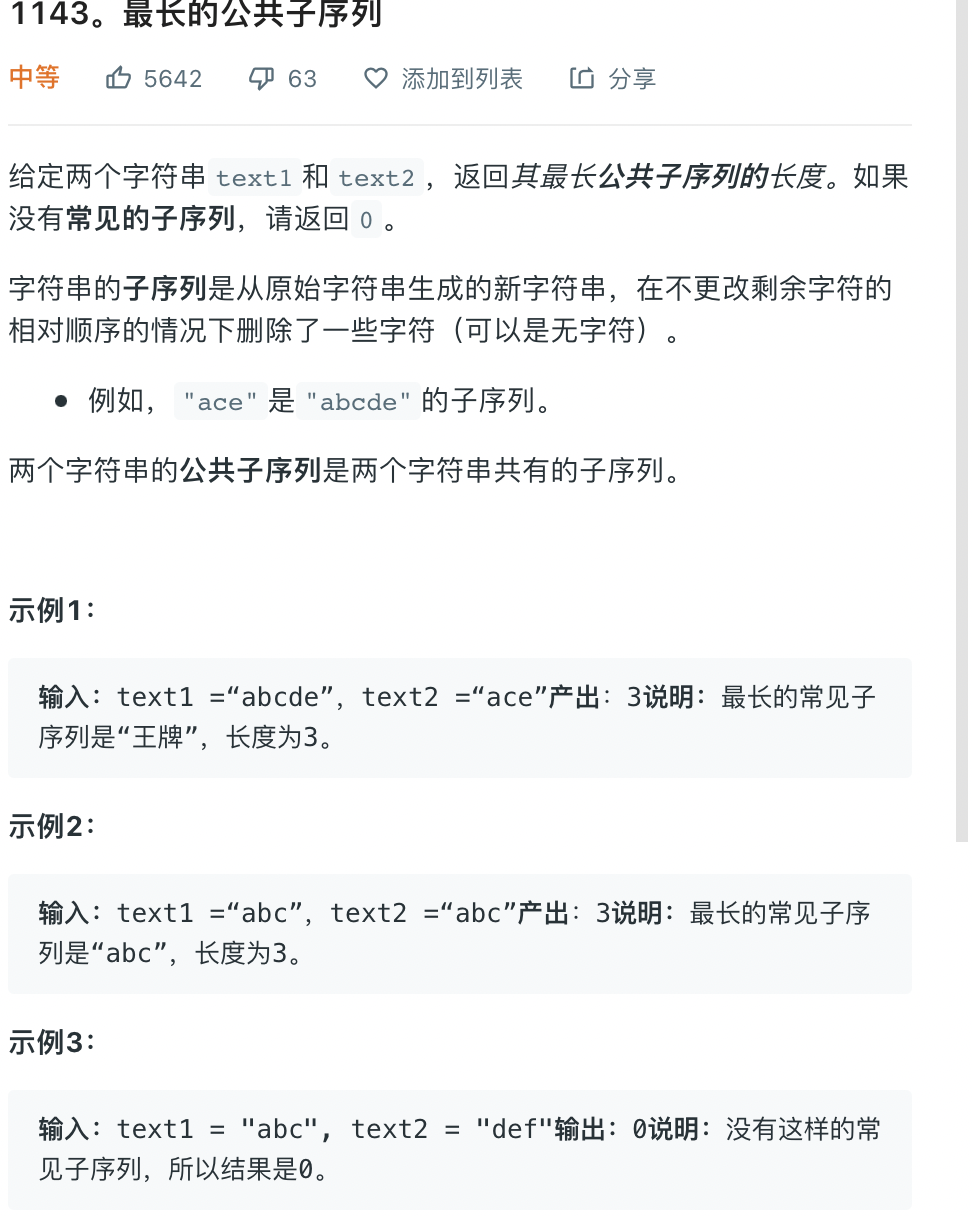 1143。最长的公共子序列
中等 5642 63 添加到列表 分享
给定两个字符串 text1 和 text2 ，返回其最长公共子序列的长度。如果
没有常见的子序列，请返回 0 。
字符串的子序列是从原始字符串生成的新字符串，在不更改剩余字符的
相对顺序的情况下删除了一些字符（可以是无字符）。
例如， "ace" 是 "abcde" 的子序列。
两个字符串的公共子序列是两个字符串共有的子序列。
示例1：
输入：text1 =“abcde”，text2 =“ace”产出：3说明：最长的常见子
序列是“王牌”，长度为3。
示例2：
输入：text1 =“abc”，text2 =“abc”产出：3说明：最长的常见子序
列是“abc”，长度为3。
示例3：
输入：text1 = "abc", text2 = "def"输出：0说明：没有这样的常
见子序列，所以结果是0。